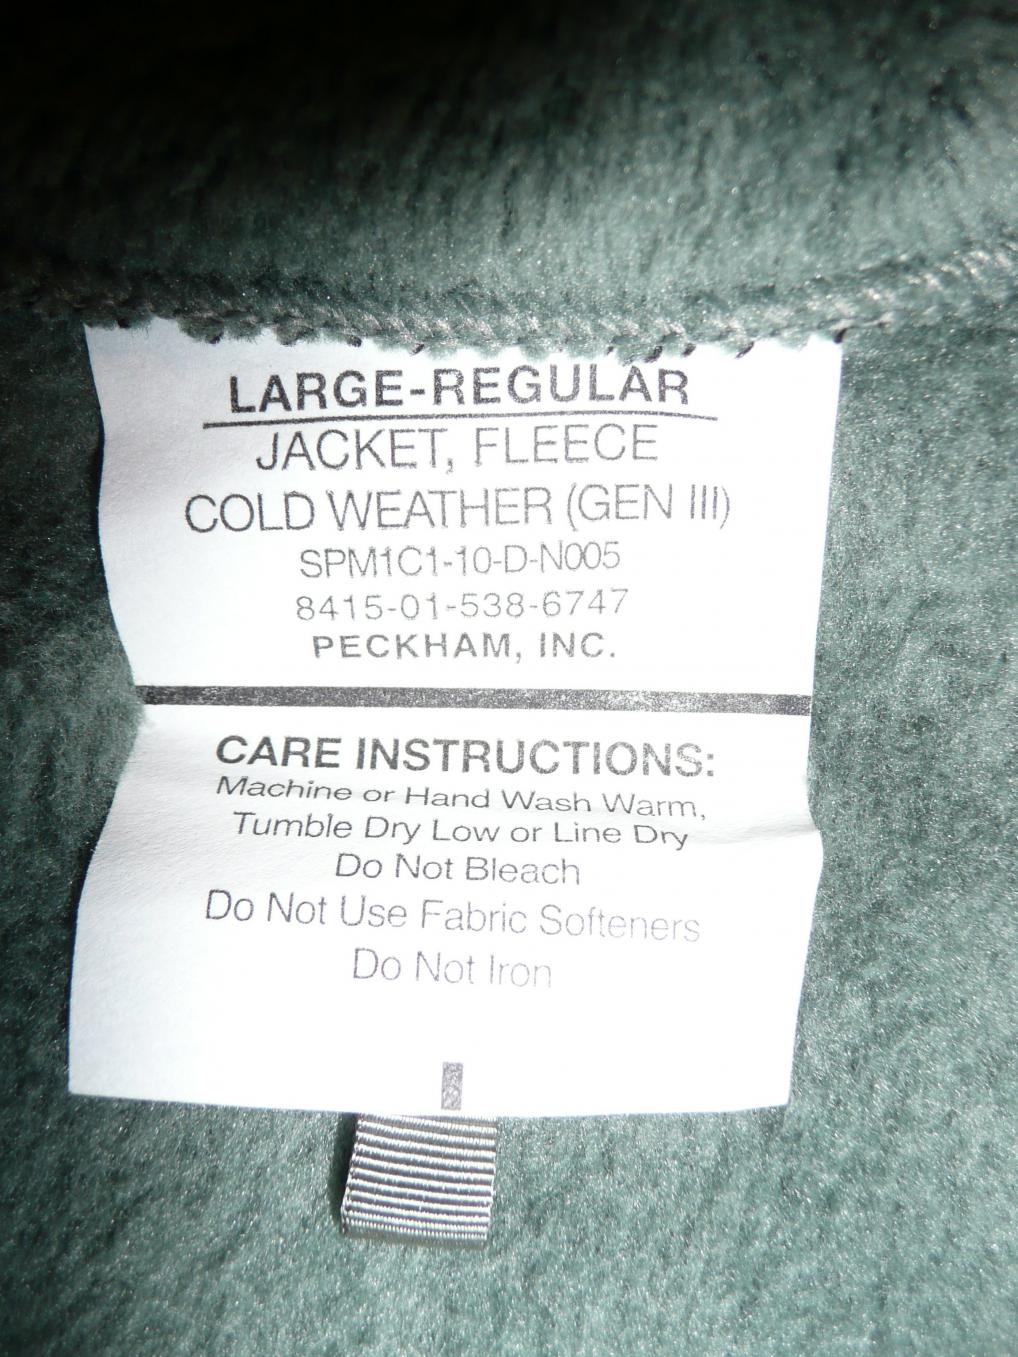 LARGE-REGULAR
JACKET, FLEECE
COLD WEATHER (GEN III)
SPM1C1-10-D-N005
8415-01-538-6747
PECKHAM, INC.
CARE INSTRUCTIONS:
Machine or Hand Wash Warm,
Tumble Dry Low or Line Dry
Do Not Bleach
Do Not Use Fabric Softeners
Do Not Iron